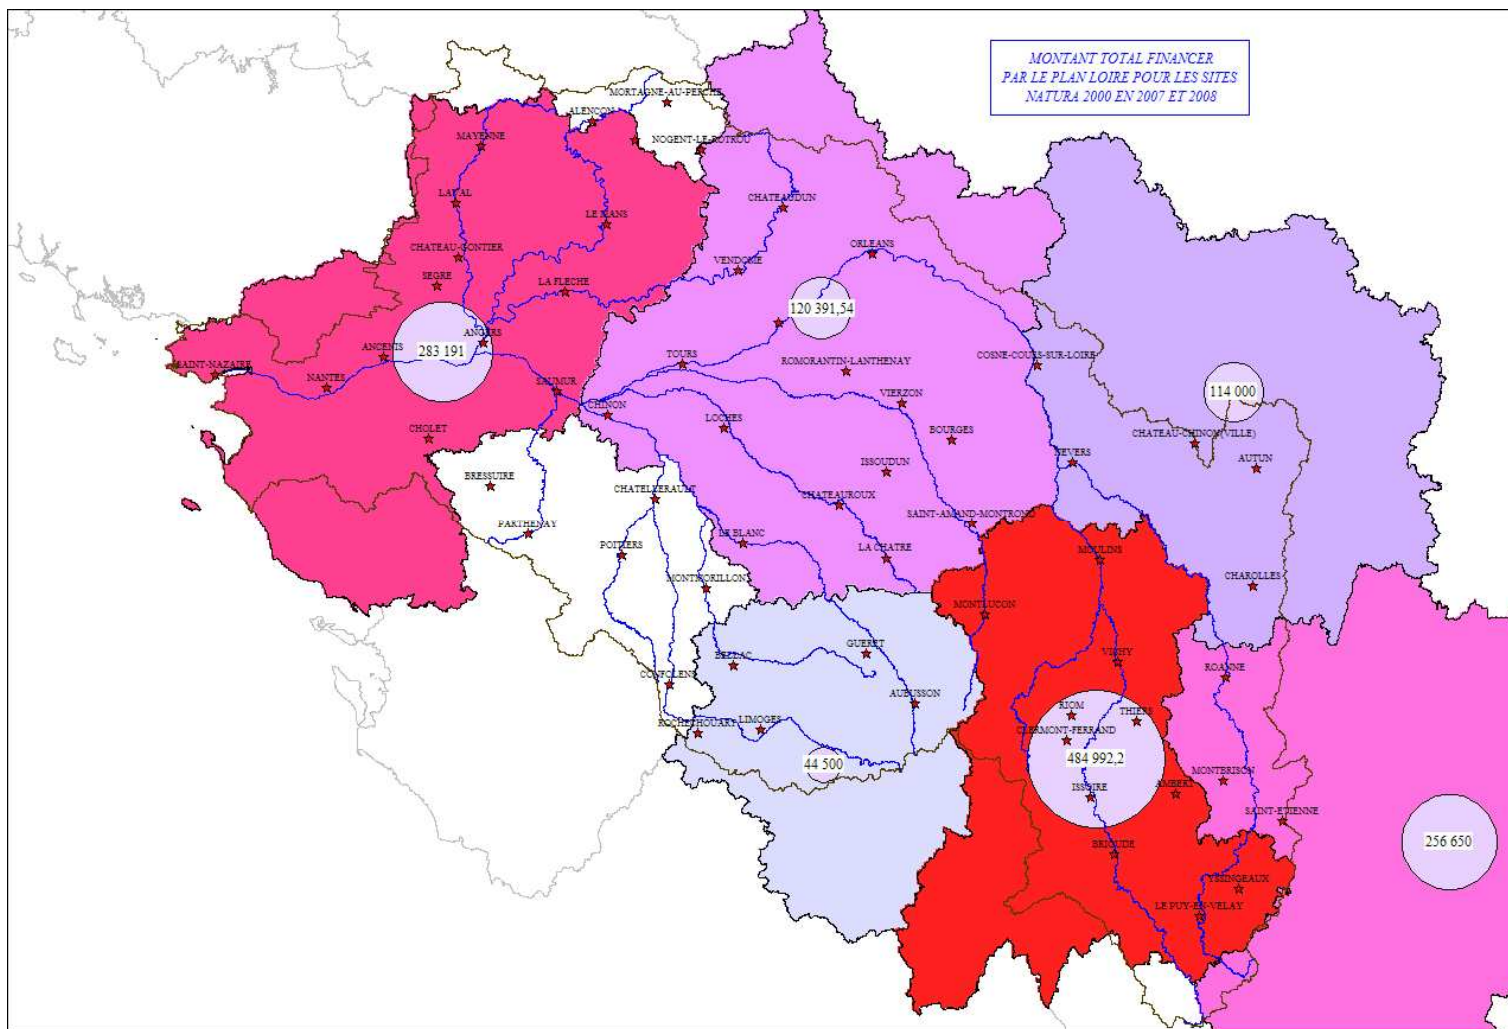 MONTANT TOTAL FINANCER
PAR LE PLAN LOIRE POUR LES SITES
NATURA 2000 EN 2007 ET 2008
MORTAGNE-AU-PERCHE
ALENCON
MAYENNE
NOGENT-LE-ROTROU
LAVAL
CHATEAUDUN
LE MANS
CHATEAU-GONTIER
ORLEANS
VENDOME
SEGRE
LA FLECHE
120 391,54
ANGERS
283 191
ANCENIS
TOURS
ROMORANTIN-LANTHENAY
COSNE-COURS-SUR-LOIRE
SAINT-NAZAIRE
NANTES
SAUMUR
VIERZON
114 000
CHINON
LOCHES
CHOLET
BOURGES
CHATEAU-CHINON(VILLE)
NEVERS
AUTUN
ISSOUDUN
BRESSUIRE
CHATELLERAULT
CHATEAUROUX
SAINT-AMAND-MONTROND
PARTHENAY
LE BLANC
POITIERS
LA CHATRE
MOULINS
MONTMORILLON
CHAROLLES
MONTLUCON
GUERET
VICHY
BELLAC
ROANNE
CONFOLENS
AUBUSSON
RIOM
THIERS
ROCHECHOUART
LIMOGES
CLERMONT-FERRAND
44 500
484 992,2
MONTBRISON
ISSOIRE
AMBERT
SAINT-ETIENNE
256 650
BRIOUDE
YSSINGEAUX
LE PUY-EN-VELAY